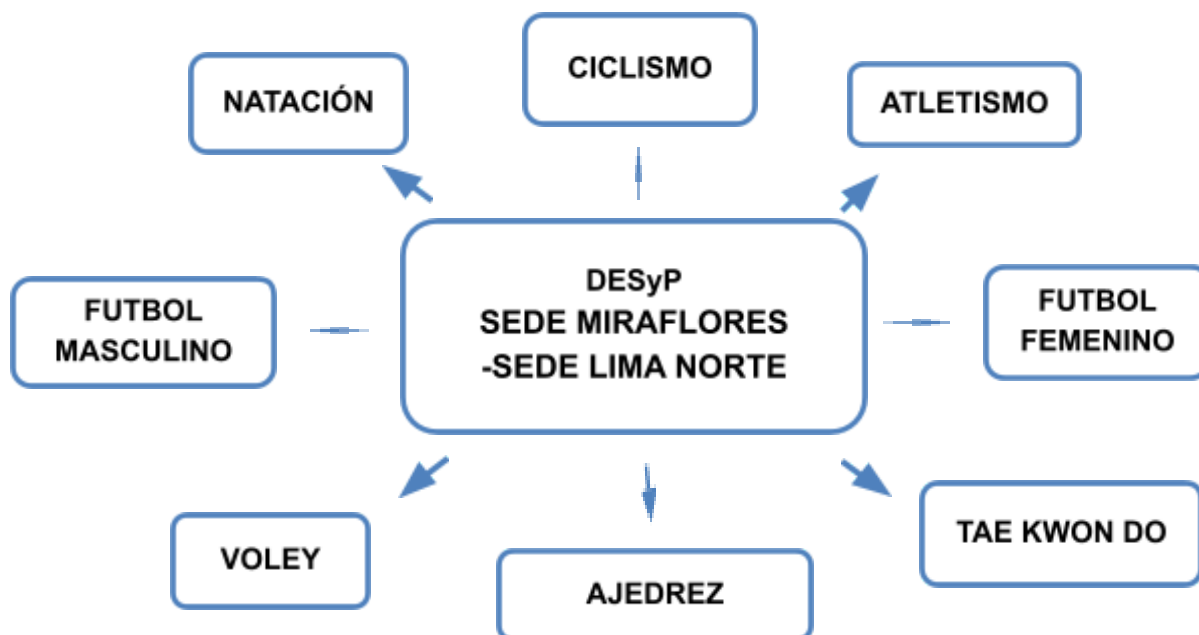 CICLISMO
NATACIÓN
ATLETISMO
DESyP
SEDE MIRAFLORES
-SEDE LIMA NORTE
FUTBOL
MASCULINO
FUTBOL
FEMENINO
VOLEY
TAE KWON DO
AJEDREZ